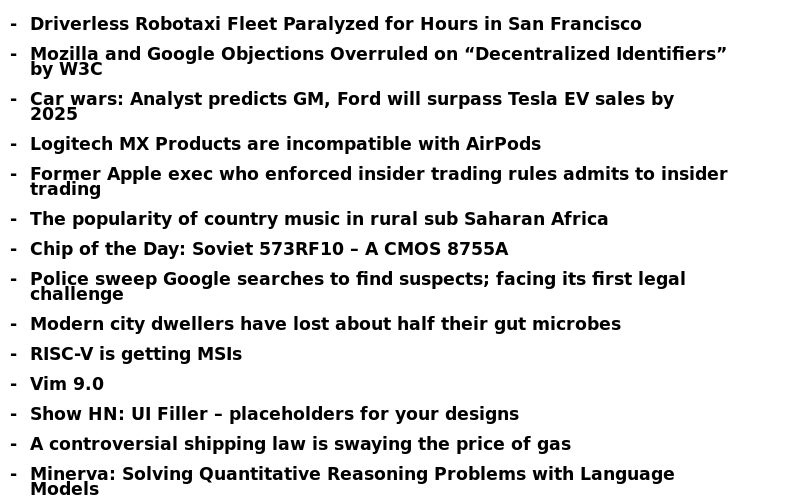 - Driverless Robotaxi Fleet Paralyzed for Hours in San Francisco
- Mozilla and Google Objections Overruled on “Decentralized Identifiers”
by W3C
- Car wars: Analyst predicts GM, Ford will surpass Tesla EV sales by
2025
- Logitech MX Products are incompatible with AirPods
- Former Apple exec who enforced insider trading rules admits to insider
trading
- The popularity of country music in rural sub Saharan Africa
- Chip of the Day: Soviet 573RF10 – A CMOS 8755A
- Police sweep Google searches to find suspects; facing its first legal
challenge
- Modern city dwellers have lost about half their gut microbes
- RISC-V is getting MSIs
- Vim 9.0
- Show HN: UI Filler – placeholders for your designs
- A controversial shipping law is swaying the price of gas
- Minerva: Solving Quantitative Reasoning Problems with Language
Models